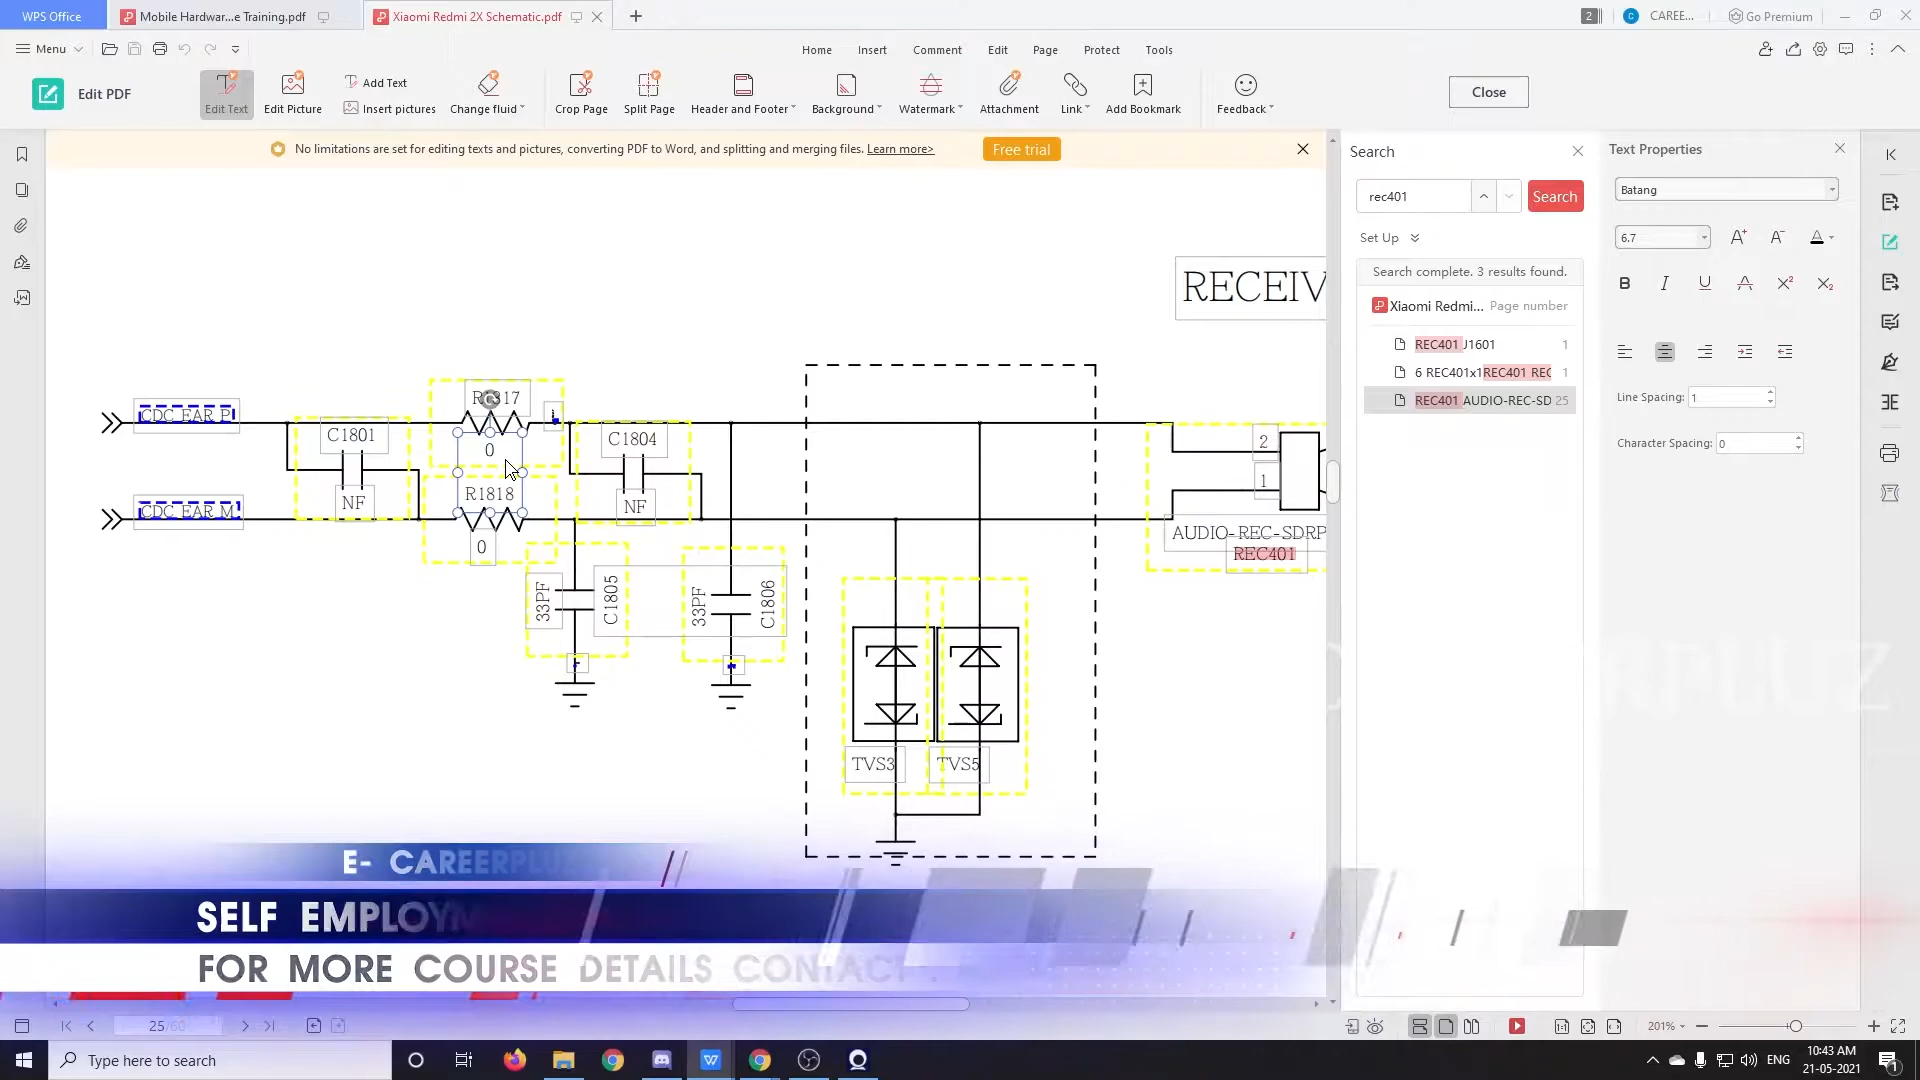 WPS Office
Mobile Hardwar...e Training.pdf
Xiaomi Redmi 2X Schematic.pdf
2
C
CAREE...
Go Premium
Menu
Home
Insert
Comment
Edit
Page
Protect
Tools
Edit PDF
Edit Text
Edit Picture
Add Text
Insert pictures
Change fluid
Crop Page
Split Page
Header and Footer
Background
Watermark
Attachment
Link
Add Bookmark
Feedback
Close
No limitations are set for editing texts and pictures, converting PDF to Word, and splitting and merging files. Learn more>
Free trial
Search
rec401
Search
Set Up
Search complete. 3 results found.
Xiaomi Redmi... Page number
REC401 J1601 1
6 REC401x1REC401 REC 1
REC401 AUDIO-REC-SD 25
Text Properties
Batang
6.7
Line Spacing: 1
Character Spacing: 0
RECEIV
CDC_EAR_P
CDC_EAR_M
C1801
NF
0
R1818
0
C1804
NF
33PF
C1805
33PF
C1806
TVS3
TVS5
2
1
AUDIO-REC-SDRP
REC401
E- CAREERPLUZ
SELF EMPLOYM
FOR MORE COURSE DETAILS CONTACT
25/60
201%
Type here to search
ENG
10:43 AM
21-05-2021
1